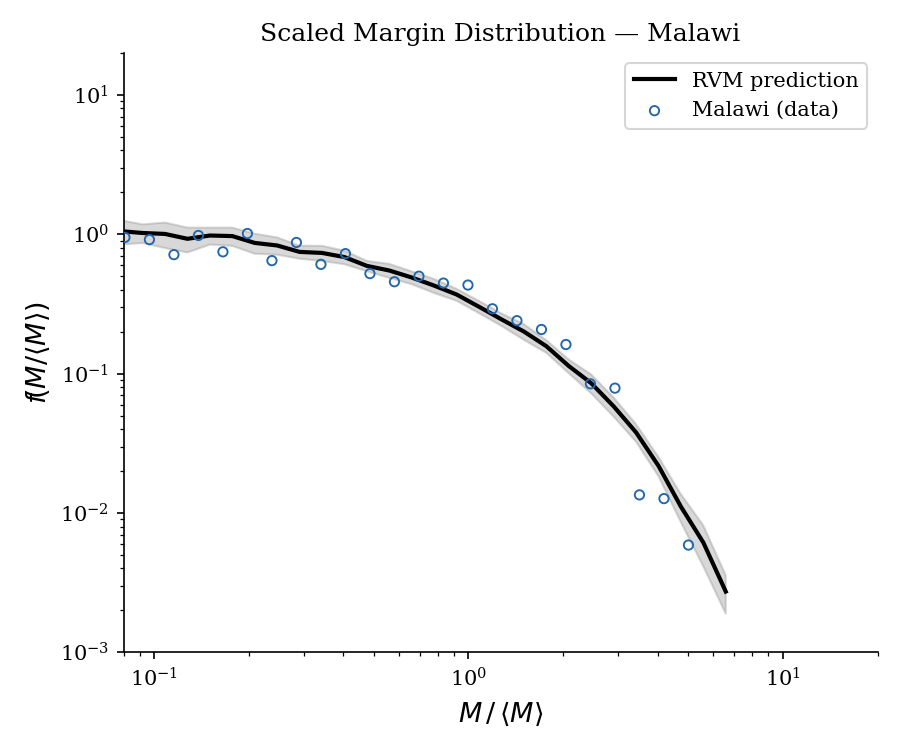 Scaled Margin Distribution — Malawi
RVM prediction
Malawi (data)
10¹
10⁰
10⁻¹
10⁻²
10⁻³
f(M/⟨M⟩)
10⁻¹
10⁰
10¹
M / ⟨M⟩